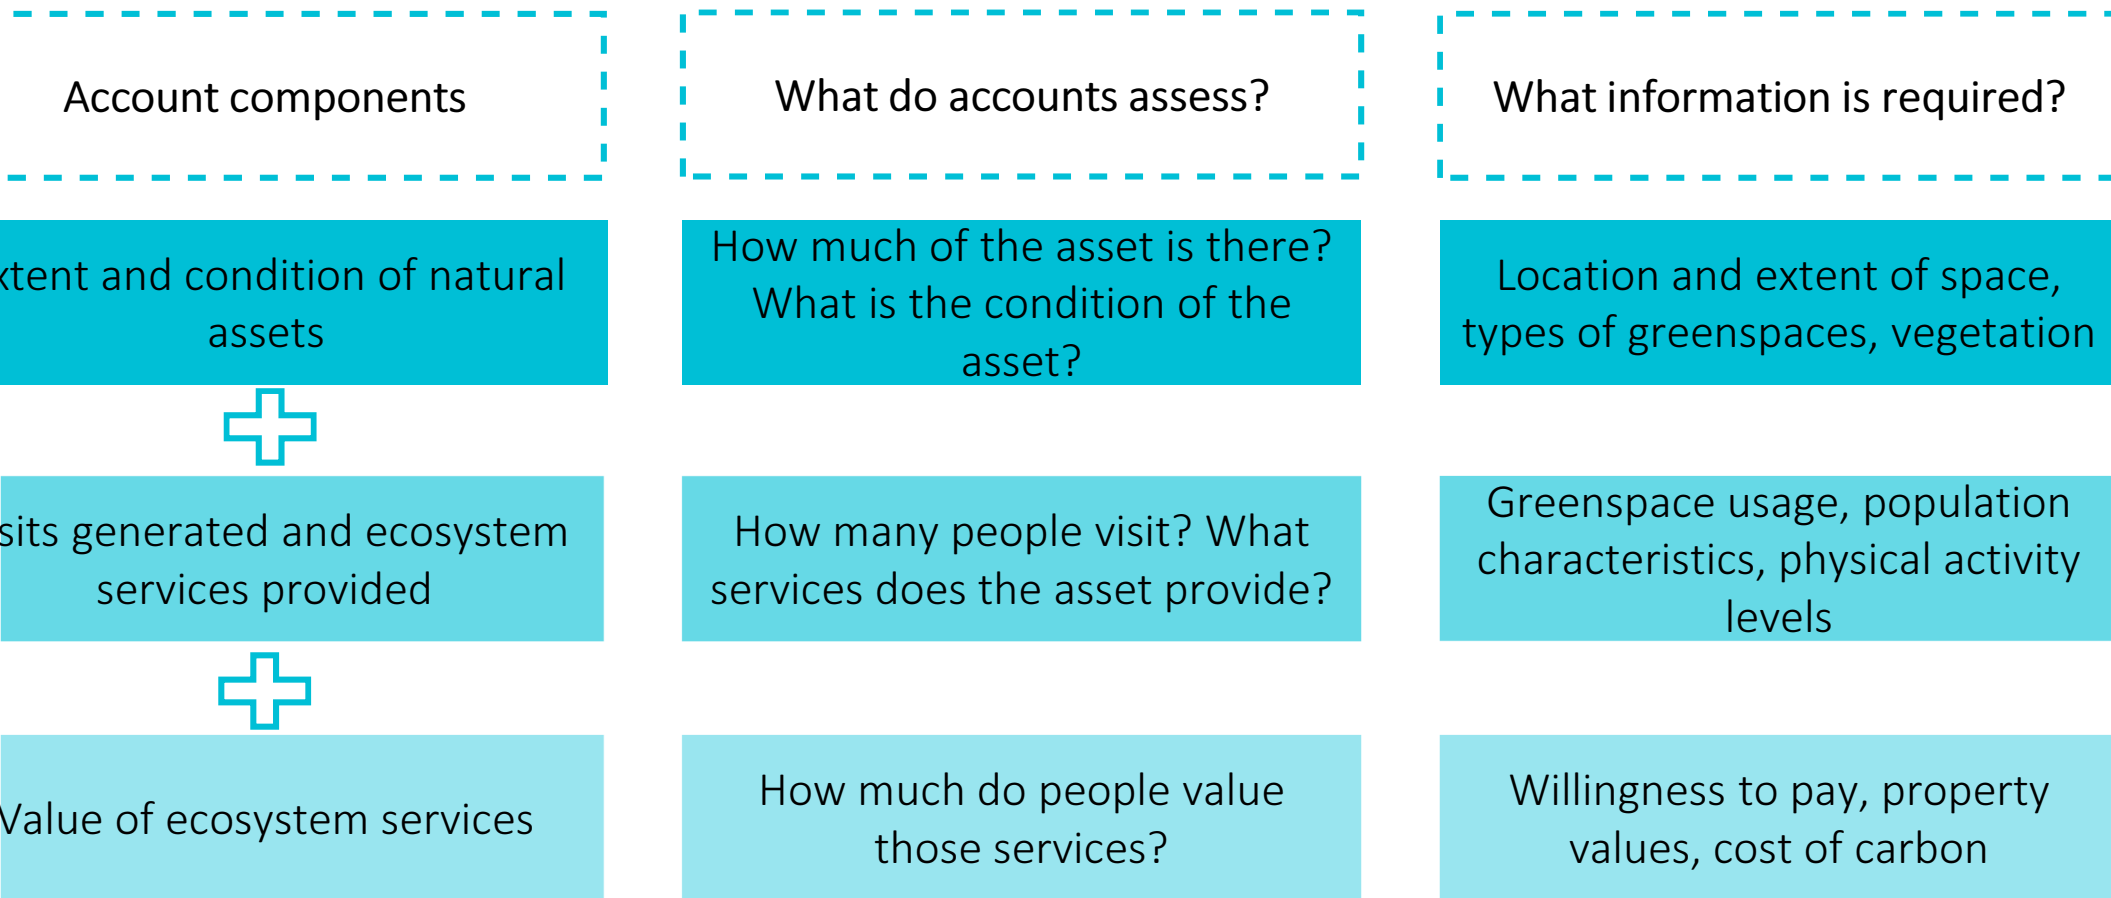 Account components
What do accounts assess?
What information is required?
xtent and condition of natural
assets
How much of the asset is there?
What is the condition of the
asset?
Location and extent of space,
types of greenspaces, vegetation
sits generated and ecosystem
services provided
How many people visit? What
services does the asset provide?
Greenspace usage, population
characteristics, physical activity
levels
Value of ecosystem services
How much do people value
those services?
Willingness to pay, property
values, cost of carbon